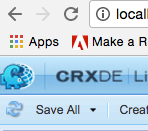 locall
Apps Make a R
CRXDE | Li
Save All Creat